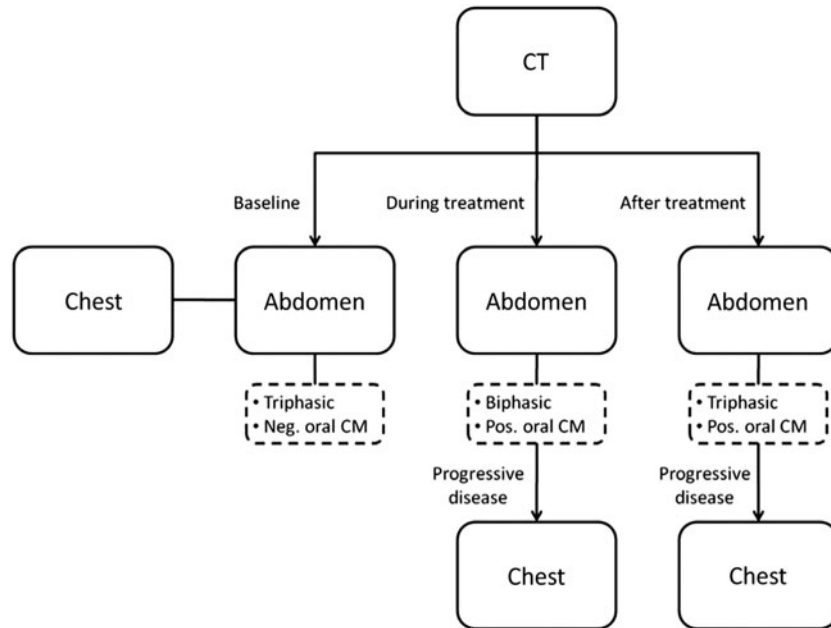 CT
Baseline
During treatment
After treatment
Chest
Abdomen
Abdomen
Abdomen
• Triphasic
• Neg. oral CM
• Biphasic
• Pos. oral CM
• Triphasic
• Pos. oral CM
Progressive
disease
Progressive
disease
Chest
Chest